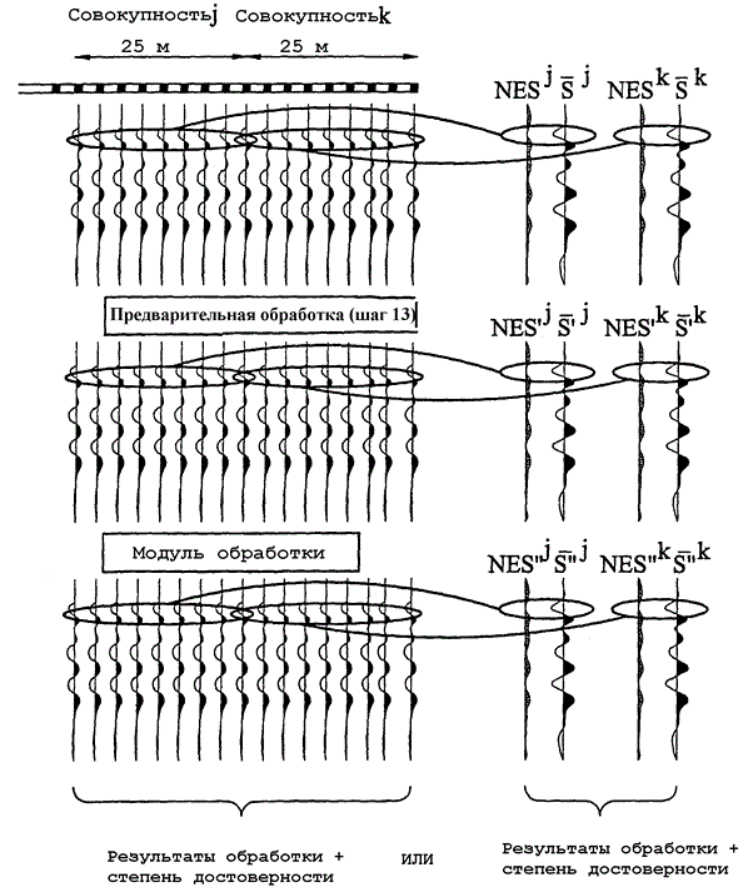 Совокупностьj Совокупностьk
25 м 25 м
NES^j S̅^j NES^k S̅^k
Предварительная обработка (шаг 13)
NES'^j S̅'^j NES'^k S̅'^k
Модуль обработки
NES"^j S̅"^j NES"^k S̅"^k
Результаты обработки +
степень достоверности
или
Результаты обработки +
степень достоверности